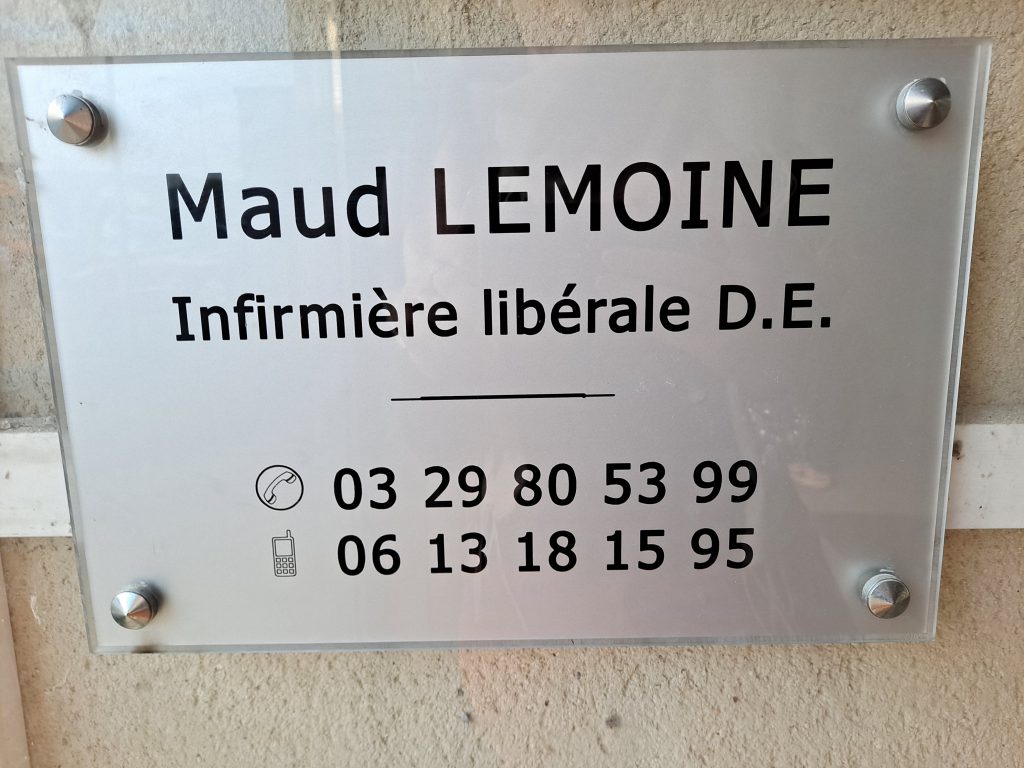 Maud LEMOINE
Infirmière libérale D.E.
03 29 80 53 99
06 13 18 15 95